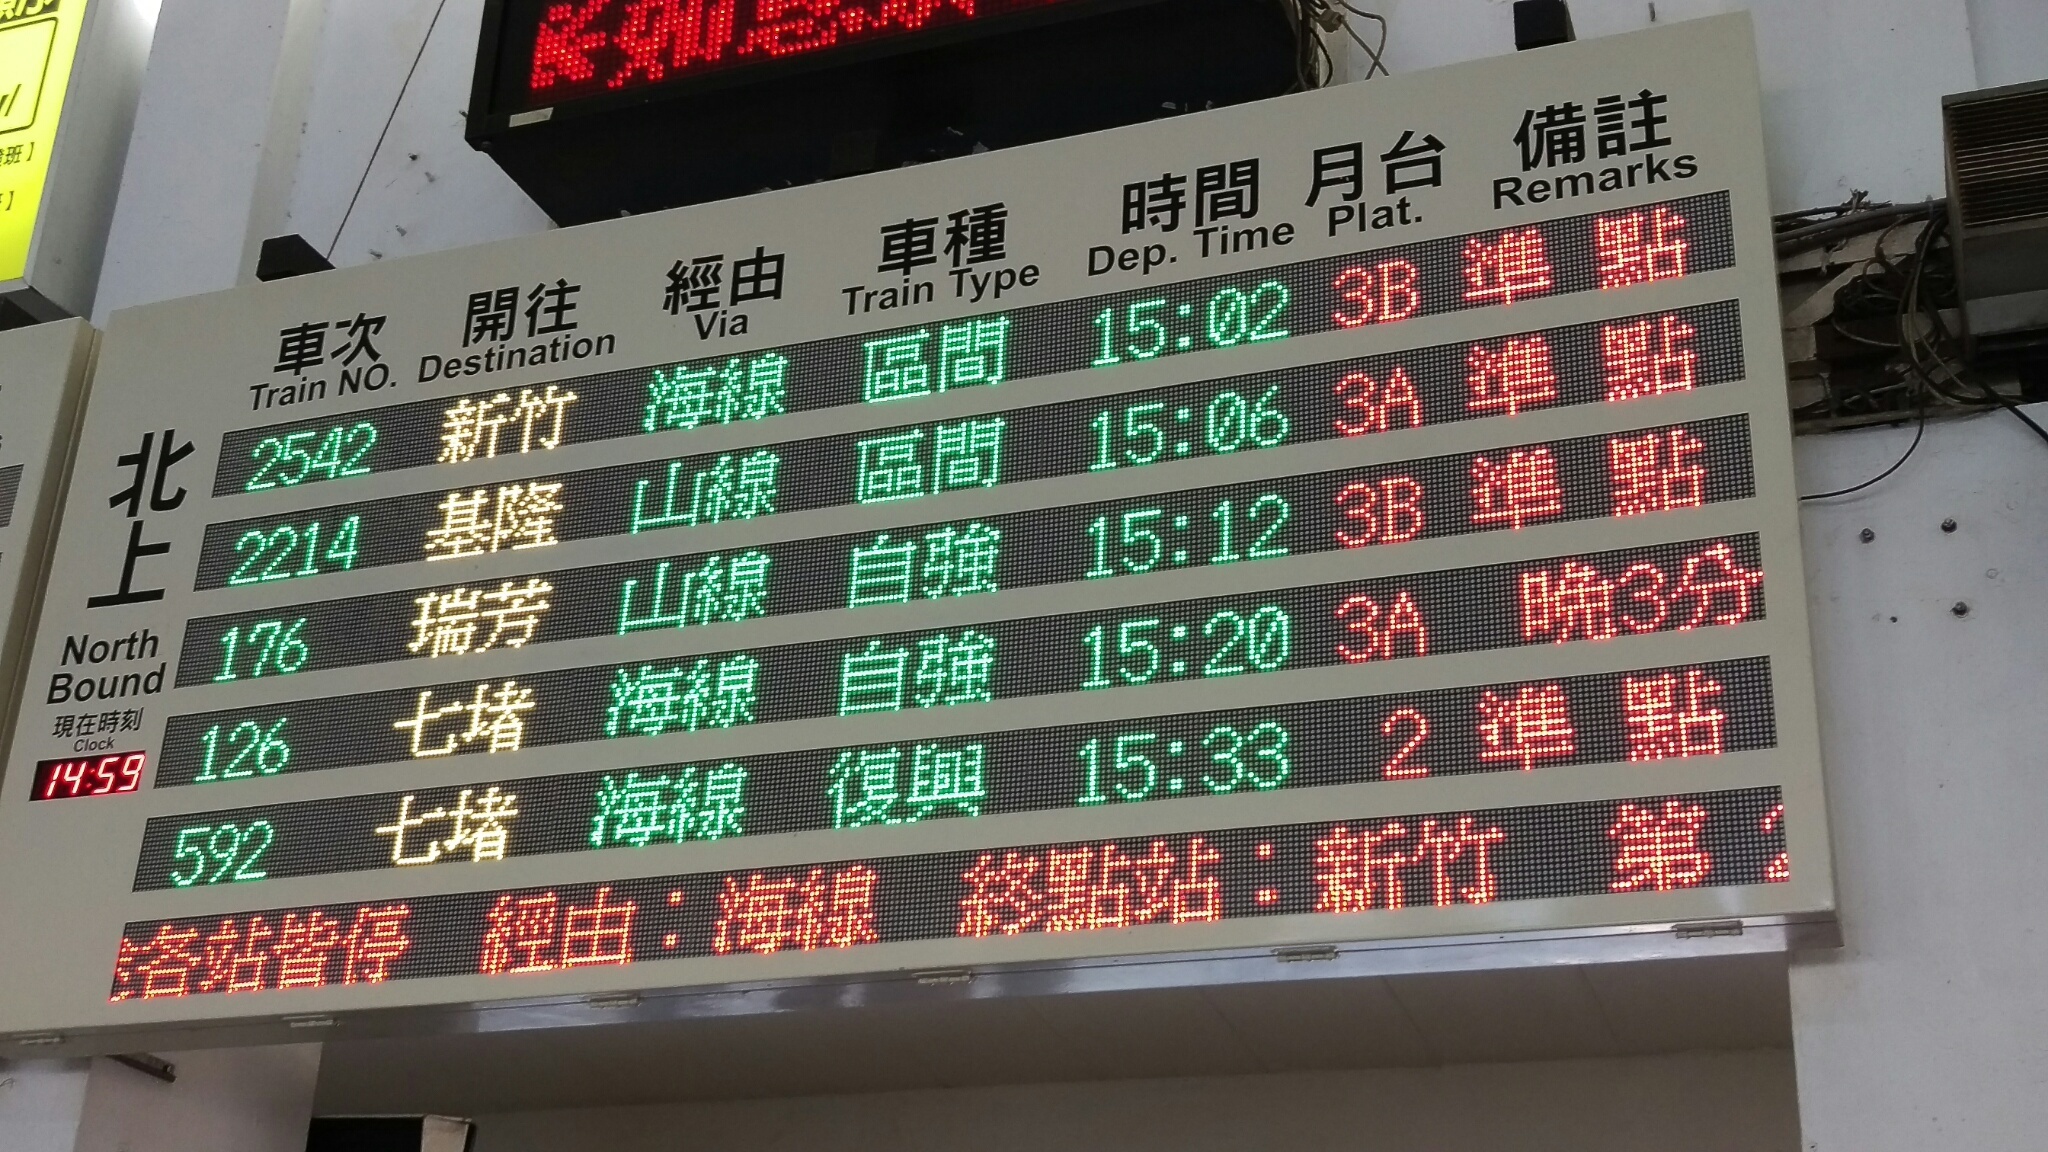 車次 開往 經由 車種 時間 月台 備註
Train NO. Destination Via Train Type Dep. Time Plat. Remarks
北上
North
Bound
現在時刻
Clock
14:59
2542 新竹 海線 區間 15:02 3B 準點
2214 基隆 山線 區間 15:06 3A 準點
176 瑞芳 山線 自強 15:12 3B 準點
126 七堵 海線 自強 15:20 3A 晚3分
592 七堵 海線 復興 15:33 2 準點
各站皆停 經由:海線 終點站:新竹 第